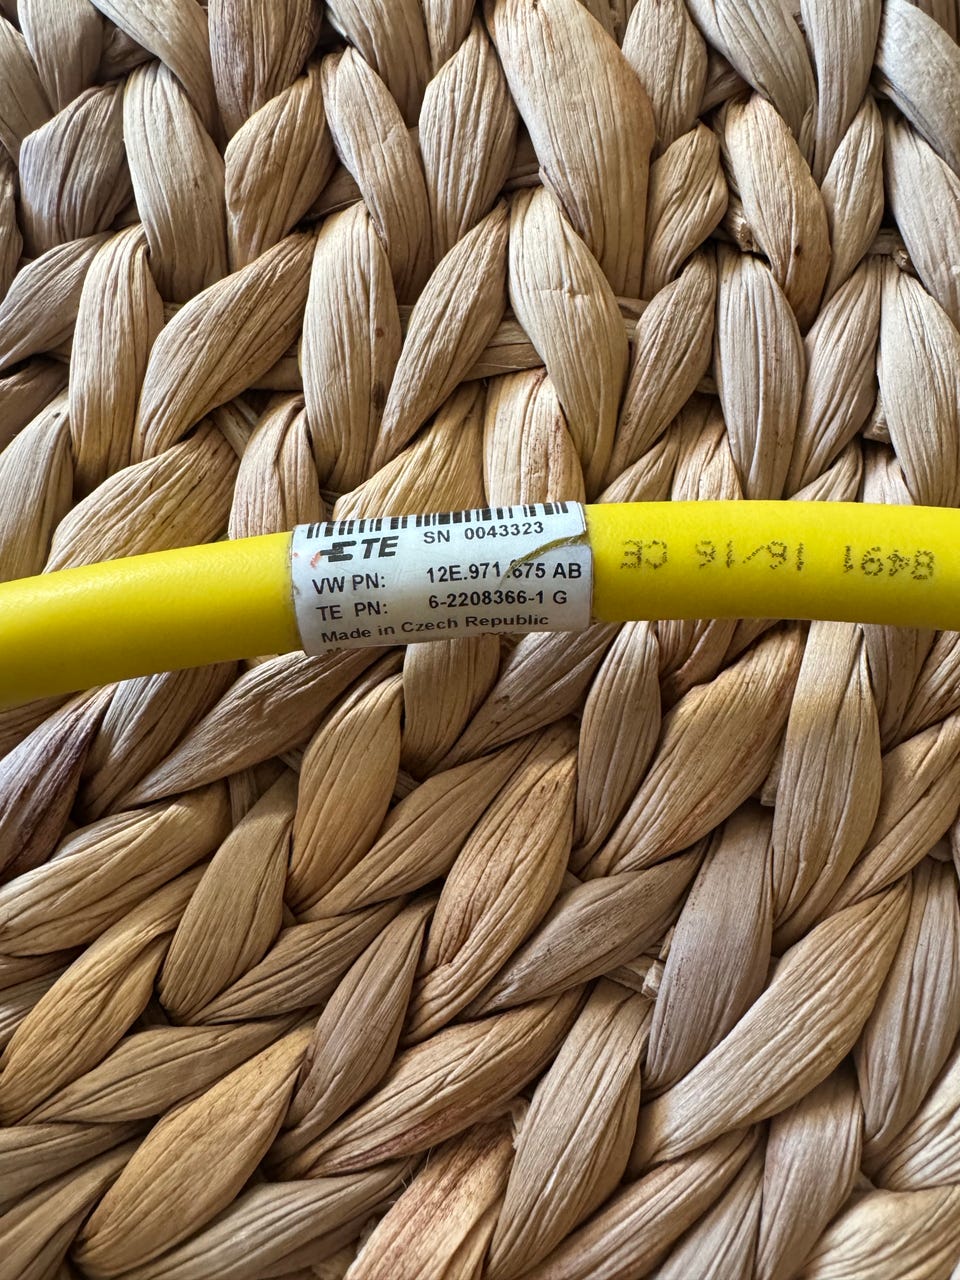 TE SN 0043323
VW PN: 12E.971.675 AB
TE PN: 6-2208366-1 G
Made in Czech Republic
CE 16-16 8491